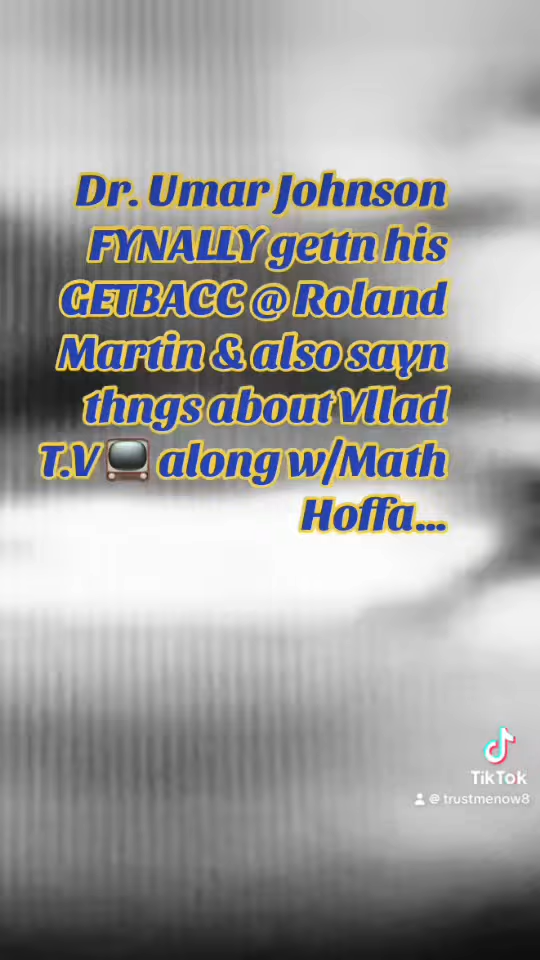 Dr. Umar Johnson
FYNALLY gettn his
GETBACC @ Roland
Martin & also sayn
thngs about Vllad
T.V📺 along w/Math
Hoffa...
TikTok
@trustmenow8